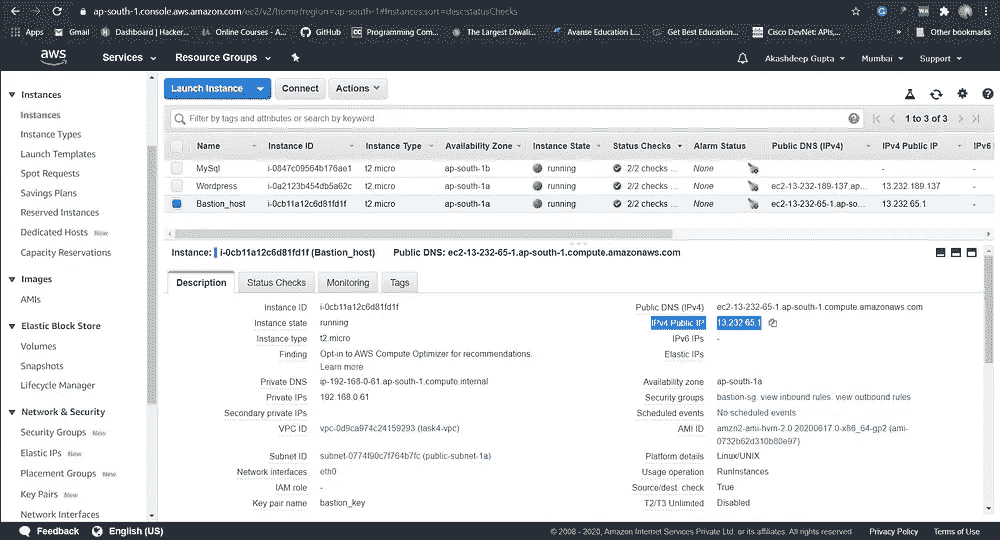 ap-south-1.console.aws.amazon.com/ec2/v2/home?region=ap-south-1#Instances:sort=desc:statusChecks
Apps Gmail Dashboard | Hacker... Online Courses - A... GitHub Programming Com... The Largest Diwali... Avanse Education L... Get Best Education... Cisco DevNet: APIs,... » Other bookmarks
aws Services Resource Groups Akashdeep Gupta Mumbai Support
Instances
Instances
Instance Types
Launch Templates
Spot Requests
Savings Plans
Reserved Instances
Dedicated Hosts New
Capacity Reservations
Images
AMIs
Elastic Block Store
Volumes
Snapshots
Lifecycle Manager
Network & Security
Security Groups New
Elastic IPs New
Placement Groups New
Key Pairs New
Network Interfaces
Launch Instance Connect Actions
Filter by tags and attributes or search by keyword 1 to 3 of 3
Name Instance ID Instance Type Availability Zone Instance State Status Checks Alarm Status Public DNS (IPv4) IPv4 Public IP IPv6 I
MySql i-0847c09564b176ae1 t2.micro ap-south-1b running 2/2 checks ... None - -
Wordpress i-0a2123b454db5a62c t2.micro ap-south-1a running 2/2 checks ... None ec2-13-232-189-137.ap... 13.232.189.137 -
Bastion_host i-0cb11a12c6d81fd1f t2.micro ap-south-1a running 2/2 checks ... None ec2-13-232-65-1.ap-so... 13.232.65.1 -
Instance: i-0cb11a12c6d81fd1f (Bastion_host) Public DNS: ec2-13-232-65-1.ap-south-1.compute.amazonaws.com
Description Status Checks Monitoring Tags
Instance ID i-0cb11a12c6d81fd1f Public DNS (IPv4) ec2-13-232-65-1.ap-south-1.compute.amazonaws.com
Instance state running IPv4 Public IP 13.232.65.1
Instance type t2.micro IPv6 IPs -
Finding Opt-in to AWS Compute Optimizer for recommendations. Elastic IPs
Learn more
Private DNS ip-192-168-0-61.ap-south-1.compute.internal Availability zone ap-south-1a
Private IPs 192.168.0.61 Security groups bastion-sg. view inbound rules. view outbound rules
Secondary private IPs Scheduled events No scheduled events
VPC ID vpc-0d9ca974c24159293 (task4-vpc) AMI ID amzn2-ami-hvm-2.0.20200617.0-x86_64-gp2 (ami-
0732b62d310b80e97)
Subnet ID subnet-0774f90c7f764b7fc (public-subnet-1a) Platform details Linux/UNIX
Network interfaces eth0 Usage operation RunInstances
IAM role - Source/dest. check True
Key pair name bastion_key T2/T3 Unlimited Disabled
Feedback English (US) © 2008 - 2020, Amazon Internet Services Private Ltd. or its affiliates. All rights reserved. Privacy Policy Terms of Use